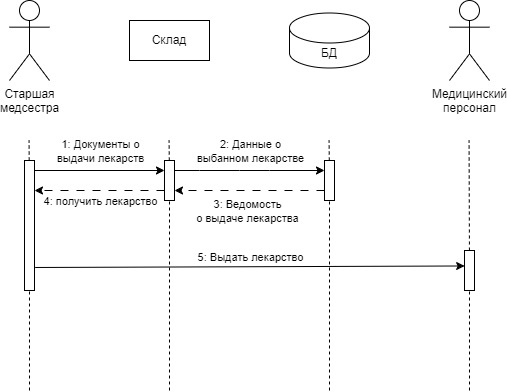 Склад
БД
Старшая
медсестра
Медицинский
персонал
1: Документы о
выдачи лекарств
2: Данные о
выбанном лекарстве
4: получить лекарство
3: Ведомость
о выдаче лекарства
5: Выдать лекарство